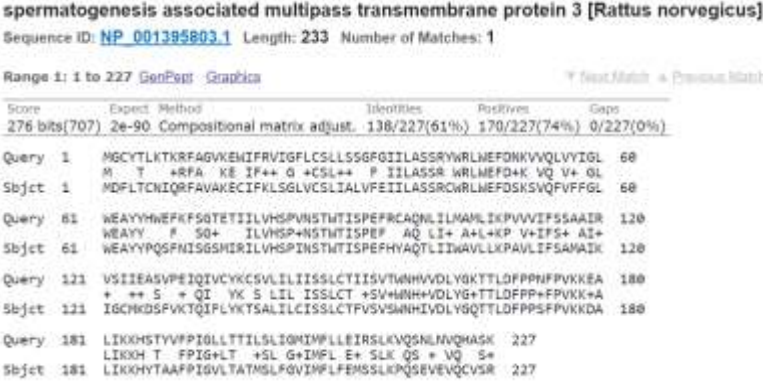 spermatogenesis associated multipass transmembrane protein 3 [Rattus norvegicus]
Sequence ID: NP_001395803.1 Length: 233 Number of Matches: 1
Range 1: 1 to 227 GenPept Graphics ▼ Next Match ▲ Previous Match
Score Expect Method Identities Positives Gaps
276 bits(707) 2e-90 Compositional matrix adjust. 138/227(61%) 170/227(74%) 0/227(0%)
Query 1 MGCYTLKTKRFAGVKEWIFRVIGFLCSLLSSGFGIILASSRYWRLWEFDNKVVQLVYIGL 60
M T +RFA KE IF++ G +CSL++ F IILASSR WRLWEFD+K VQ V+ GL
Sbjct 1 MDFLTCNIQRFAVAKECIFKLSGLVCSLIALVFEIILASSRCWRLWEFDSKSVQFVFFGL 60
Query 61 WEAYYHWEFKFSGTETIILVHSPVNSTWTISPEFRCAQNLILMAMLIKPVVVIFSSAAIR 120
WEAYY F SG+ ILVHSP+NSTWTISPEF AQ LI+ A+L+KP V+IFS+ AI+
Sbjct 61 WEAYYPQSFNISGSMIRILVHSPINSTWTISPEFHYAQTLIIWAVLLKPAVLIFSAMAIK 120
Query 121 VSIIEASVPEIQIVCYKCSVLILIISSLCTIISVTWNHVVDLYGKTTLDFPPNFPVKKEA 180
+ ++ S + QI YK S LIL ISSLCT +SV+WNH+VDLYG+TTLDFPP+FPVKK+A
Sbjct 121 IGCMKDSFVKTQIFLYKTSALILCISSLCTFVSVSWNHIVDLYGQTTLDFPPSFPVKKDA 180
Query 181 LIKKHSTYVFPIGLLTTILSLIGMIMFLLEIRSLKVQSNLNVQHASK 227
LIKKH T FPIG+LT +SL G+IMFL E+ SLK QS + VQ S+
Sbjct 181 LIKKHYTAAFPIGVLTATMSLFGVIMFLFEMSSLKPQSEVEVQCVSR 227